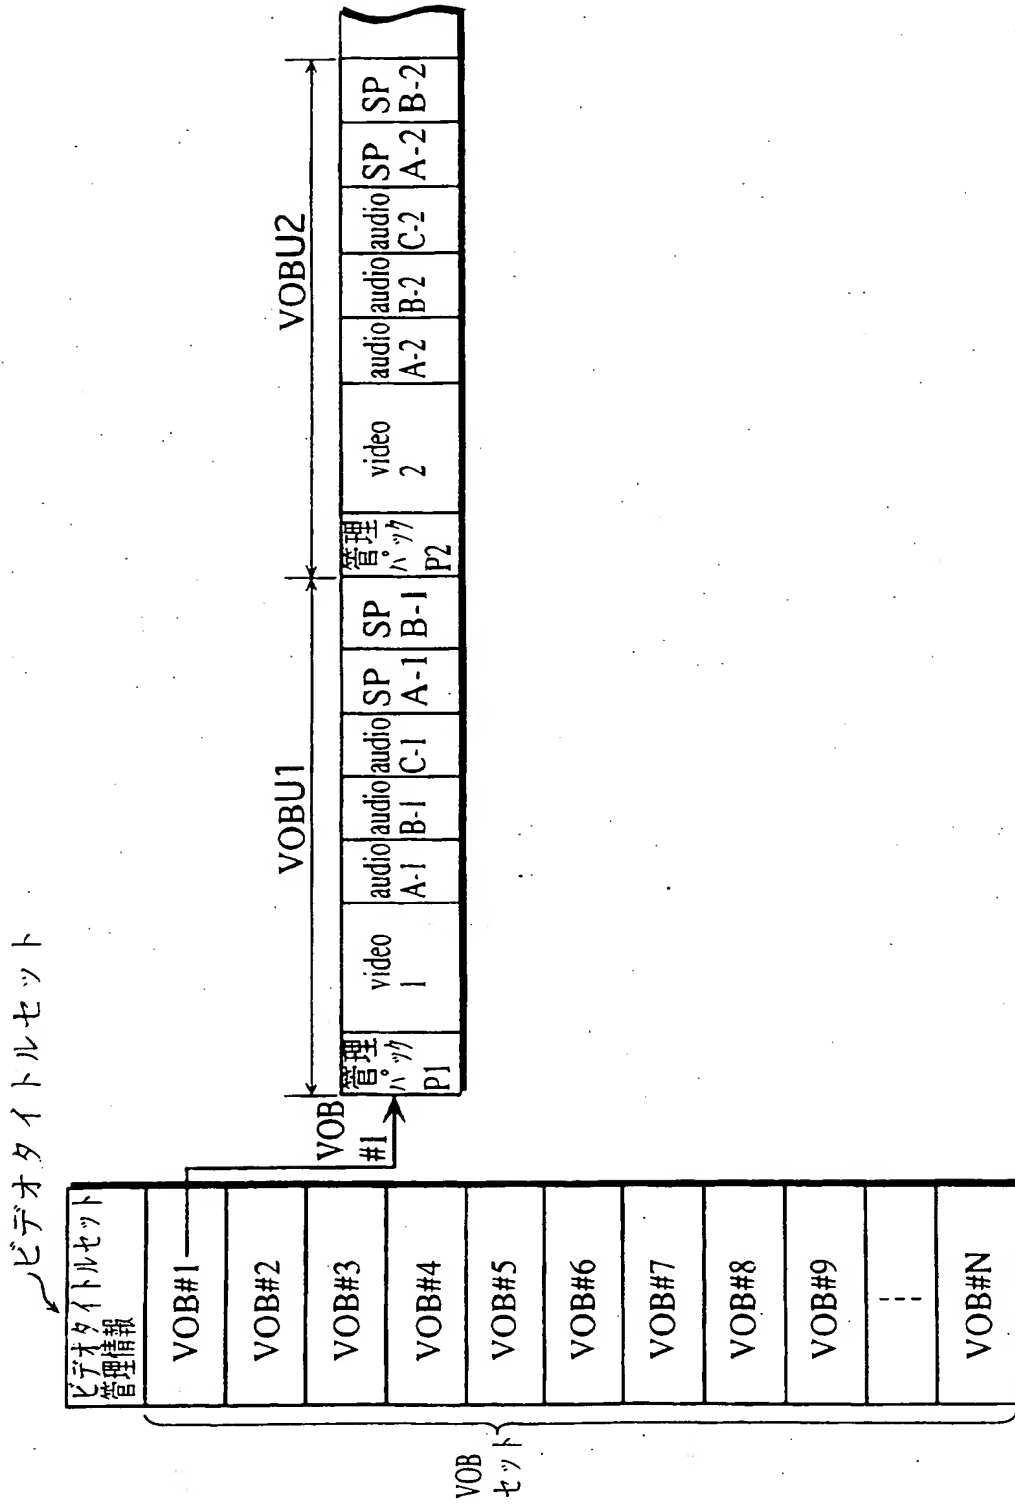 ビデオタイトルセット
ビデオタイトルセット
管理情報
VOB#1
VOB#2
VOB#3
VOB#4
VOB#5
VOB#6
VOB#7
VOB#8
VOB#9
VOB#N
VOB
セット
VOB
#1
VOBU1
VOBU2
管理
パック
P1
video
1
audio
A-1
audio
B-1
audio
C-1
SP
A-1
SP
B-1
管理
パック
P2
video
2
audio
A-2
audio
B-2
audio
C-2
SP
A-2
SP
B-2